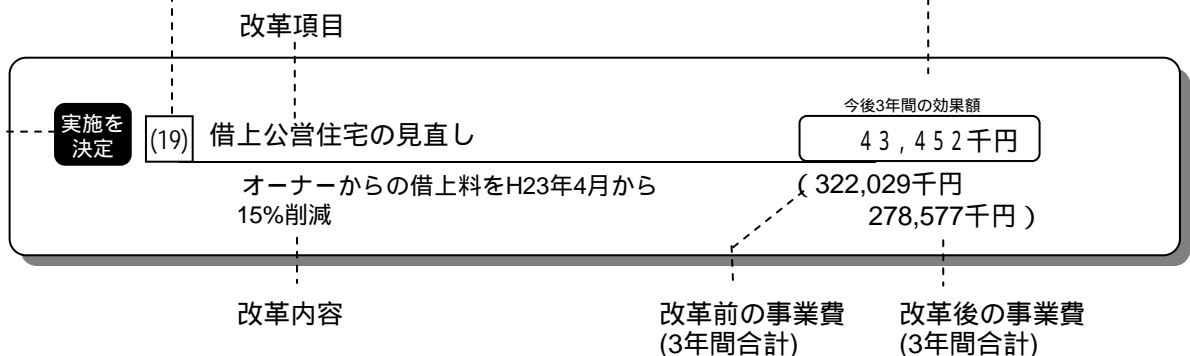 改革項目
今後3年間の効果額
実施を
決定
(19) 借上公営住宅の見直し
43,452千円
オーナーからの借上料をH23年4月から
15%削減
(322,029千円
278,577千円)
改革内容
改革前の事業費
(3年間合計)
改革後の事業費
(3年間合計)